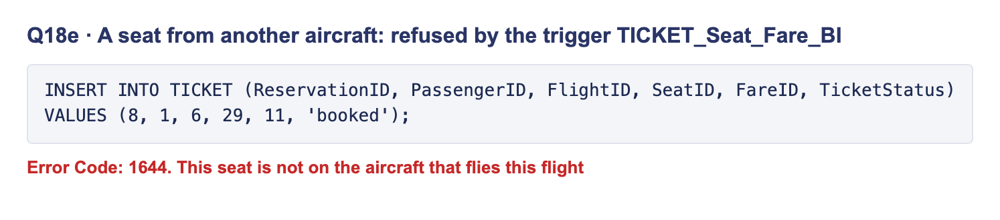 Q18e · A seat from another aircraft: refused by the trigger TICKET_Seat_Fare_BI
INSERT INTO TICKET (ReservationID, PassengerID, FlightID, SeatID, FareID, TicketStatus)
VALUES (8, 1, 6, 29, 11, 'booked');
Error Code: 1644. This seat is not on the aircraft that flies this flight